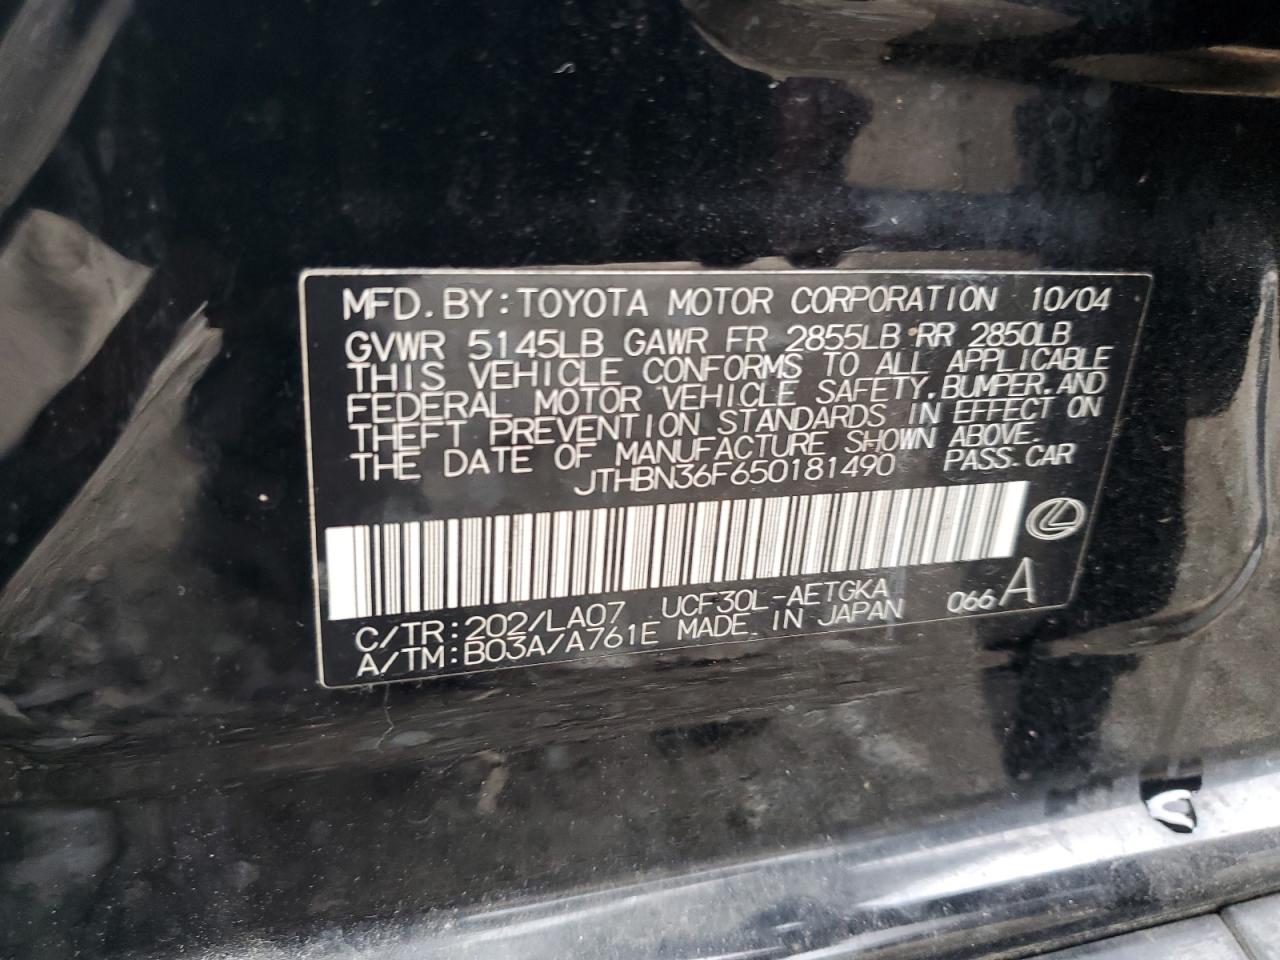 MFD. BY: TOYOTA MOTOR CORPORATION 10/04
GVWR 5145LB GAWR FR 2855LB RR 2850LB
THIS VEHICLE CONFORMS TO ALL APPLICABLE
FEDERAL MOTOR VEHICLE SAFETY, BUMPER, AND
THEFT PREVENTION STANDARDS IN EFFECT ON
THE DATE OF MANUFACTURE SHOWN ABOVE.
JTHBN36F650181490 PASS. CAR
C/TR: 202/LA07 UCF30L-AETGKA 066 A
A/TM: B03A/A761E MADE IN JAPAN